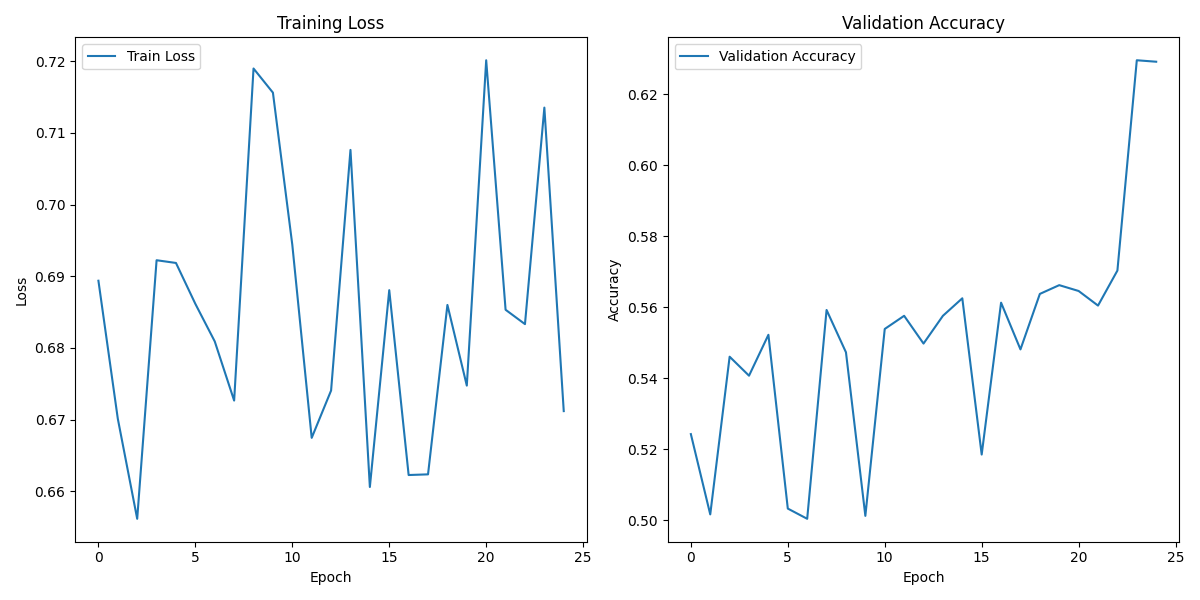 Training Loss
Train Loss
0.72
0.71
0.70
0.69
0.68
0.67
0.66
Loss
0 5 10 15 20 25
Epoch
Validation Accuracy
Validation Accuracy
0.62
0.60
0.58
0.56
0.54
0.52
0.50
Accuracy
0 5 10 15 20 25
Epoch